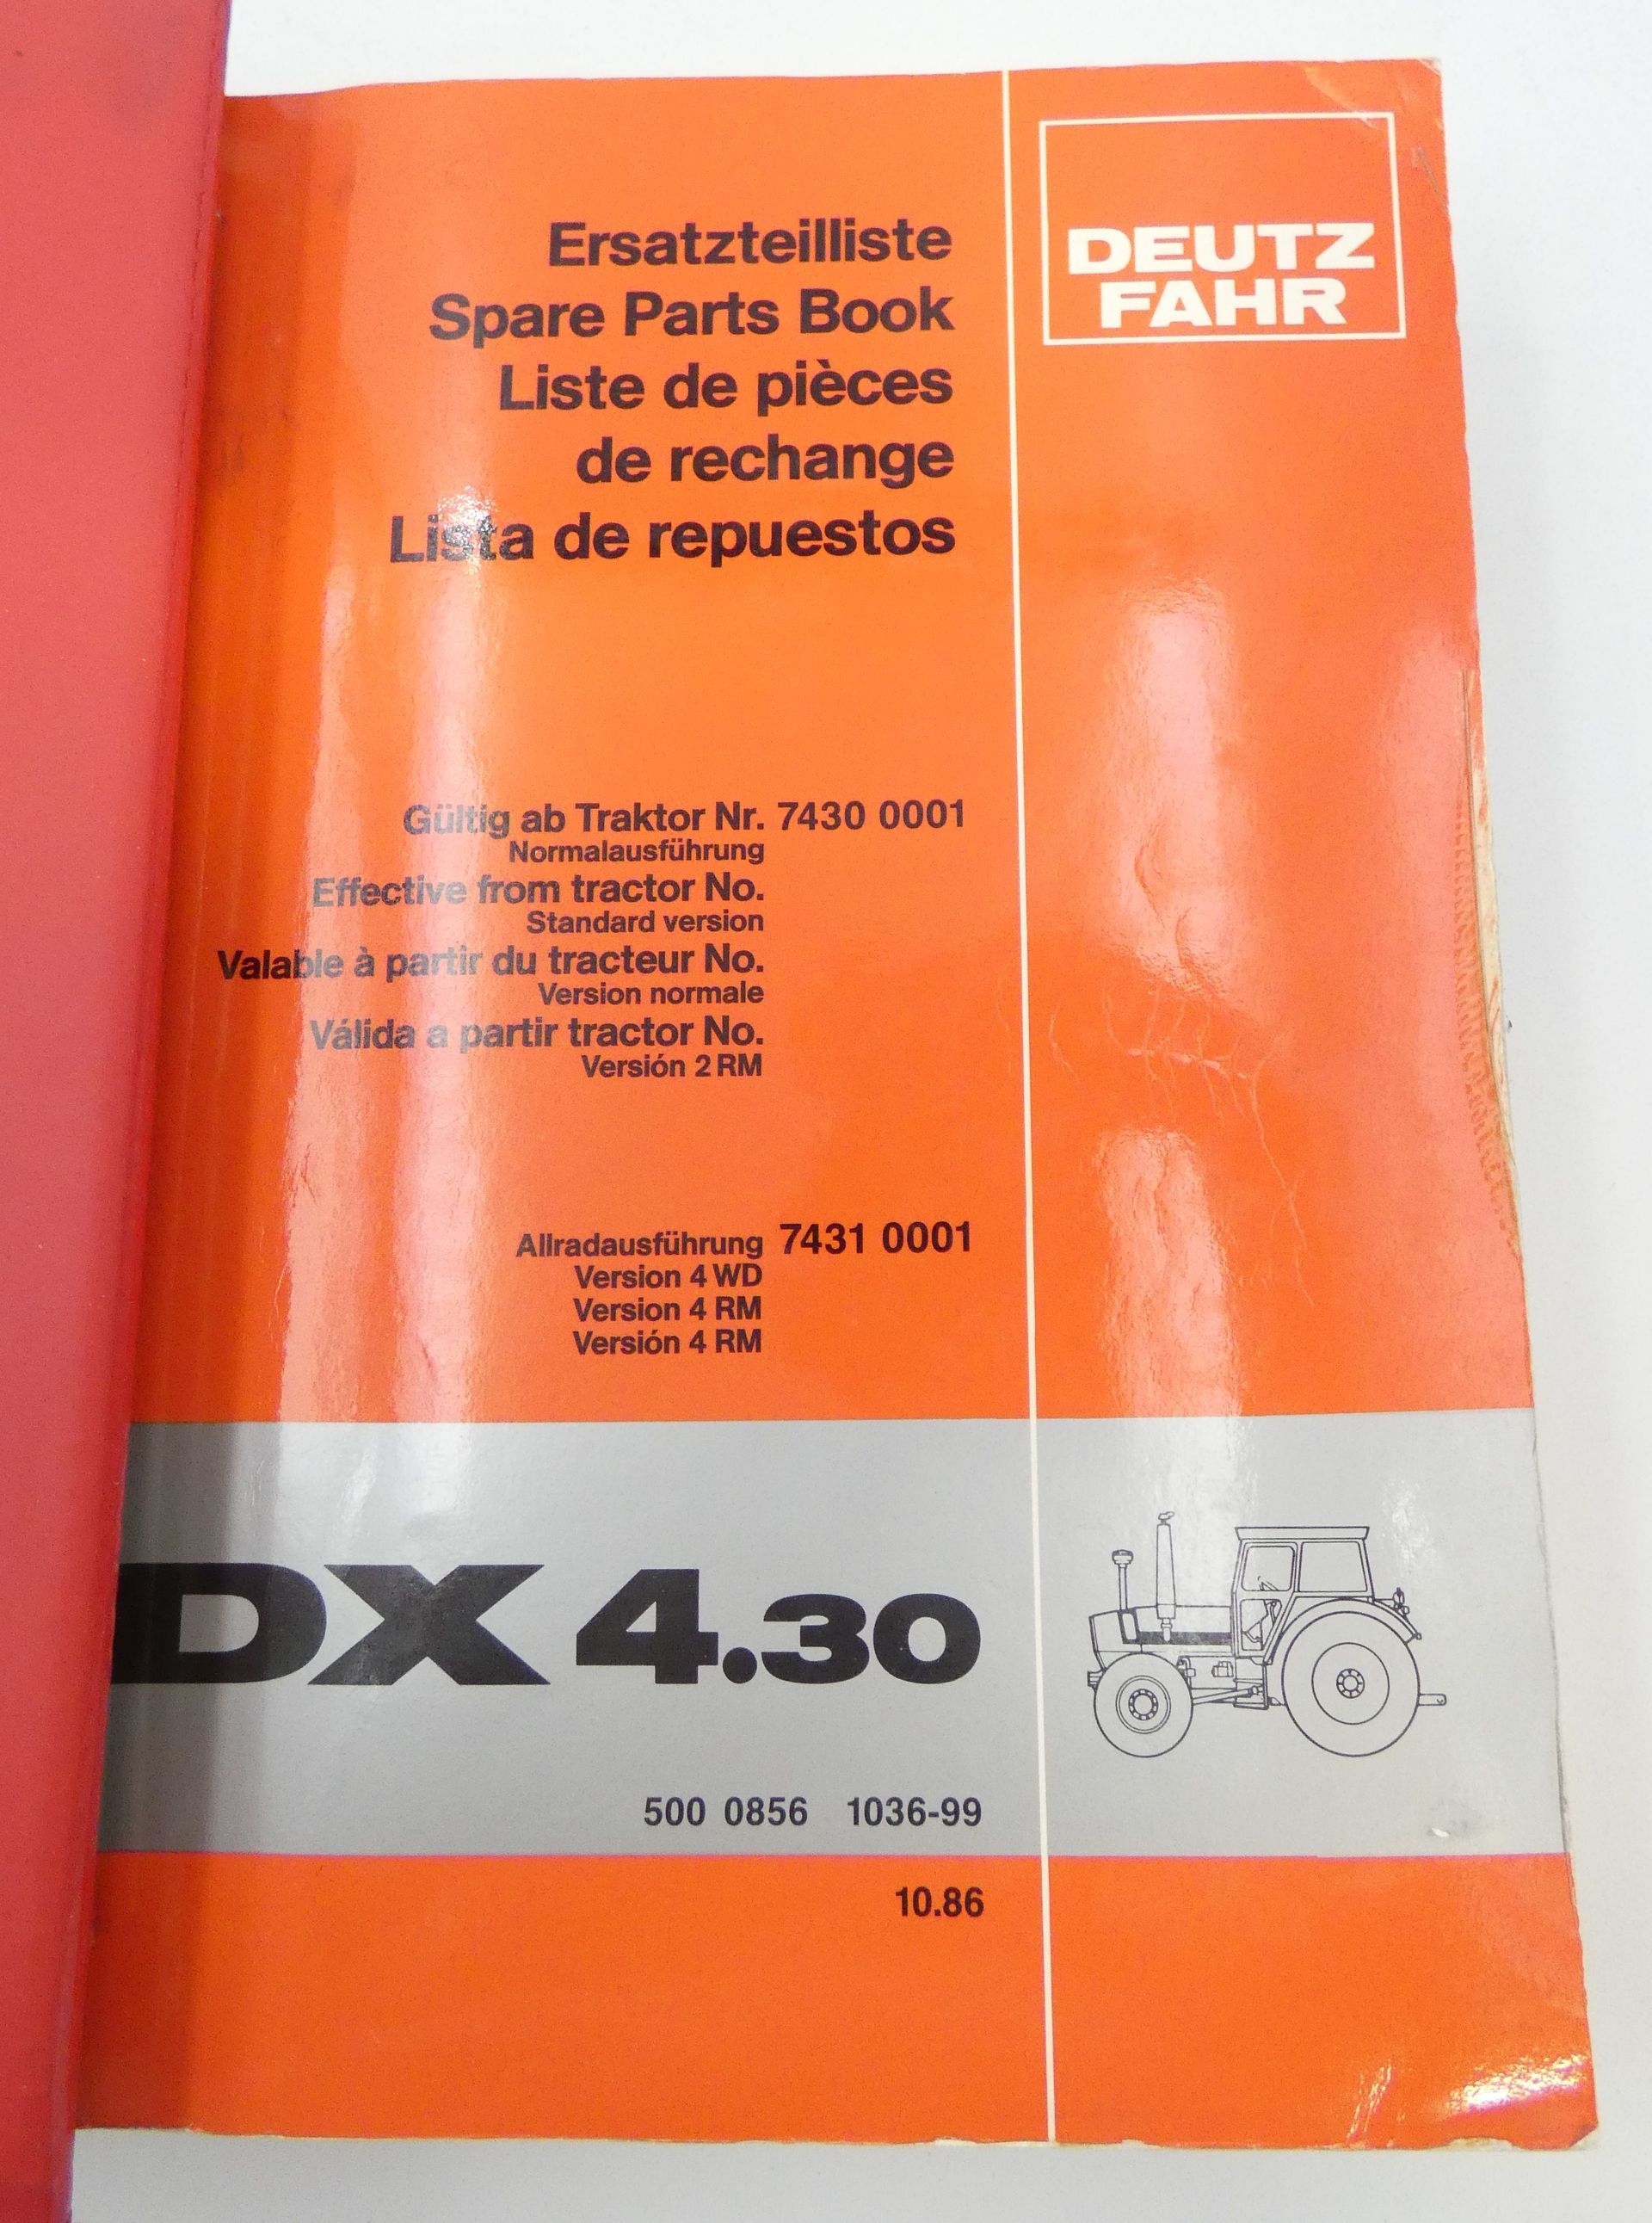 Ersatzteilliste
Spare Parts Book
Liste de pièces
de rechange
Lista de repuestos
DEUTZ
FAHR
Gültig ab Traktor Nr. 7430 0001
Normalausführung
Effective from tractor No.
Standard version
Valable à partir du tracteur No.
Version normale
Válida a partir tractor No.
Versión 2 RM
Allradausführung 7431 0001
Version 4 WD
Version 4 RM
Versión 4 RM
DX 4.30
500 0856 1036-99
10.86